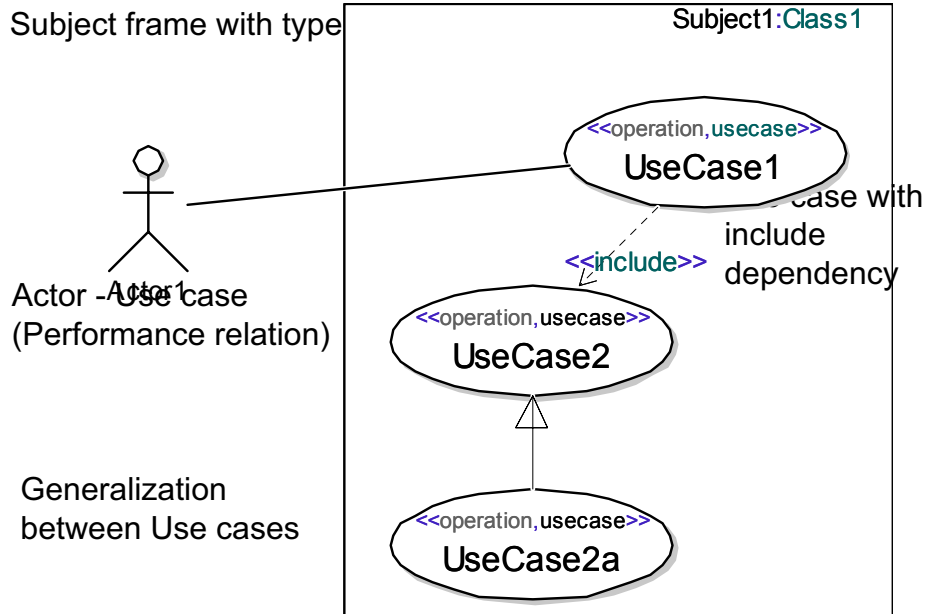 Subject frame with type
Subject1:Class1
<<operation,usecase>>
UseCase1
case with
include
dependency
<<include>>
Actor1
Actor - Use case
(Performance relation)
<<operation,usecase>>
UseCase2
Generalization
between Use cases
<<operation,usecase>>
UseCase2a